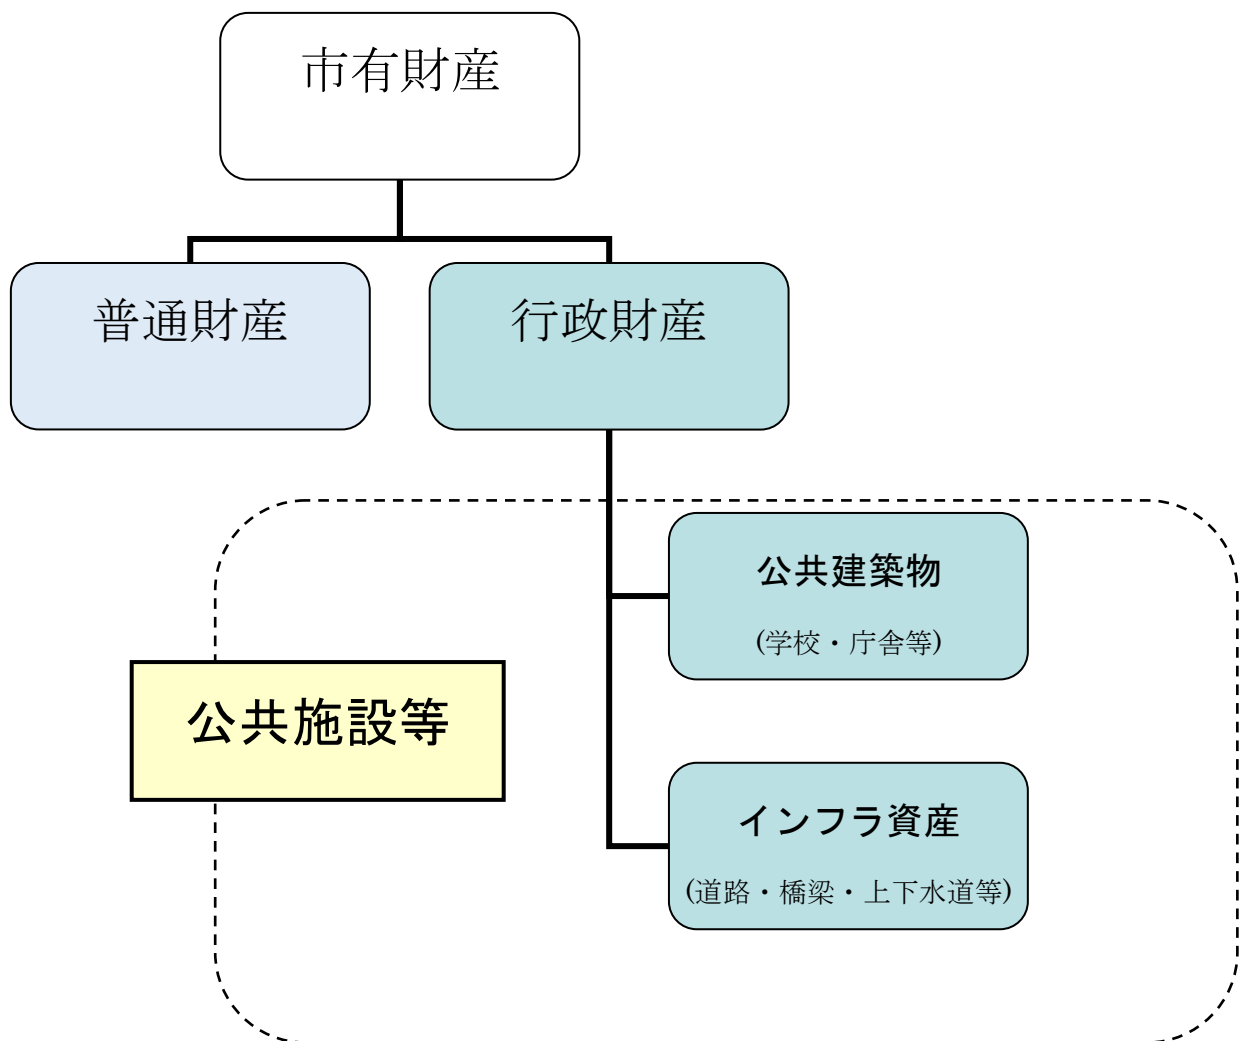 市有財産
普通財産
行政財産
公共建築物
(学校・庁舎等)
公共施設等
インフラ資産
(道路・橋梁・上下水道等)